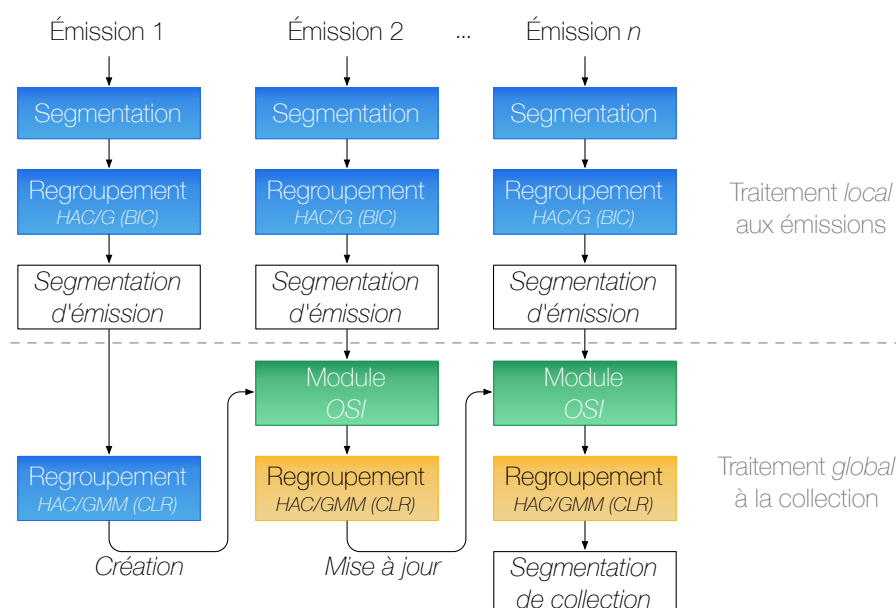 Émission 1
Émission 2
...
Émission n
Segmentation
Segmentation
Segmentation
Regroupement
HAC/G (BIC)
Regroupement
HAC/G (BIC)
Regroupement
HAC/G (BIC)
Traitement local
aux émissions
Segmentation
d'émission
Segmentation
d'émission
Segmentation
d'émission
Module
OSI
Module
OSI
Regroupement
HAC/GMM (CLR)
Regroupement
HAC/GMM (CLR)
Regroupement
HAC/GMM (CLR)
Traitement global
à la collection
Création
Mise à jour
Segmentation
de collection